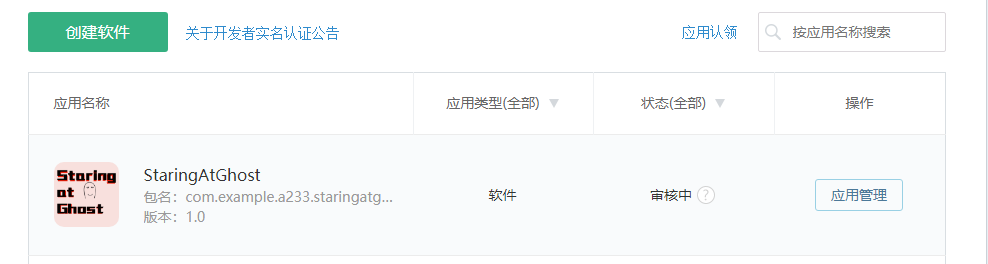 创建软件 关于开发者实名认证公告 应用认领 按应用名称搜索
应用名称 应用类型(全部) 状态(全部) 操作
Staring
at
Ghost
StaringAtGhost
包名：com.example.a233.staringatg...
版本：1.0
软件 审核中 ? 应用管理